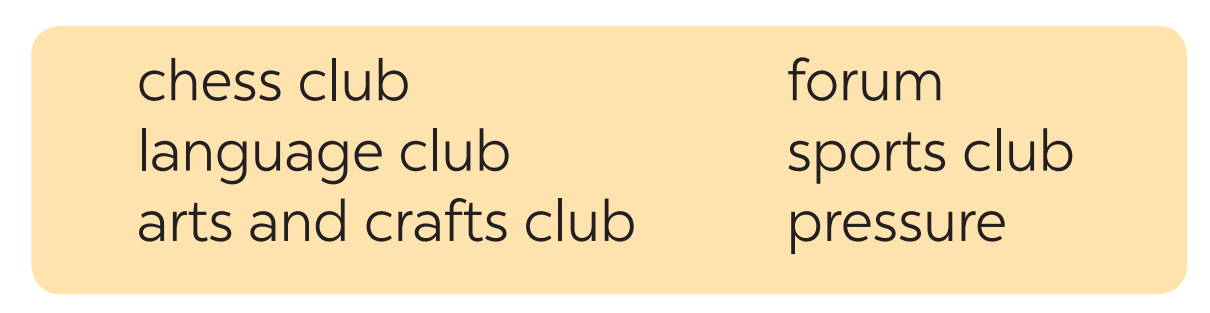 chess club
language club
arts and crafts club
forum
sports club
pressure